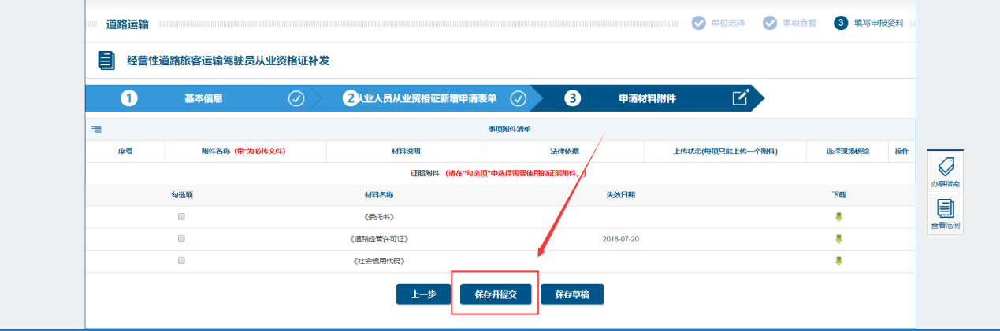 道路运输 单位选择 事项查看 3 填写申报资料
经营性道路旅客运输驾驶员从业资格证补发
1 基本信息 2 从业人员从业资格证新增申请表单 3 申请材料附件
事项附件清单
序号 附件名称（带*为必传文件） 材料说明 法律依据 上传状态(每项只能上传一个附件) 选择现场核验 操作
证照附件 （请在"勾选项"中选择需要使用的证照附件。）
勾选项 材料名称 失效日期 下载
《委托书》
《道路经营许可证》 2018-07-20
《社会信用代码》
上一步 保存并提交 保存草稿
办事指南
查看范例